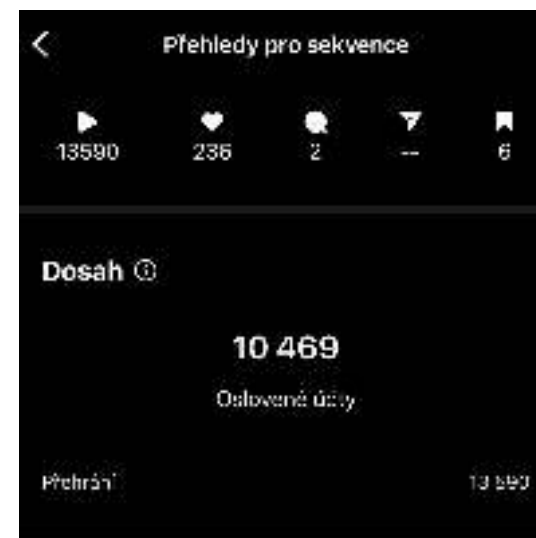 Přehledy pro sekvence
13590 236 2 -- 6
Dosah
10 469
Oslovené účty
Přehrání 13 590